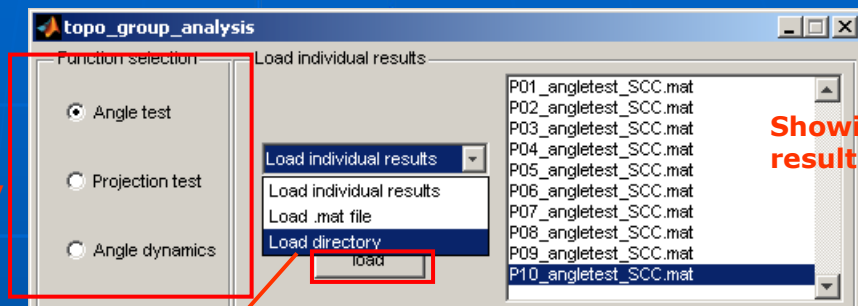 topo_group_analysis
Function selection
Load individual results
Angle test
Projection test
Angle dynamics
Load individual results
Load individual results
Load .mat file
Load directory
load
P01_angletest_SCC.mat
P02_angletest_SCC.mat
P03_angletest_SCC.mat
P04_angletest_SCC.mat
P05_angletest_SCC.mat
P06_angletest_SCC.mat
P07_angletest_SCC.mat
P08_angletest_SCC.mat
P09_angletest_SCC.mat
P10_angletest_SCC.mat